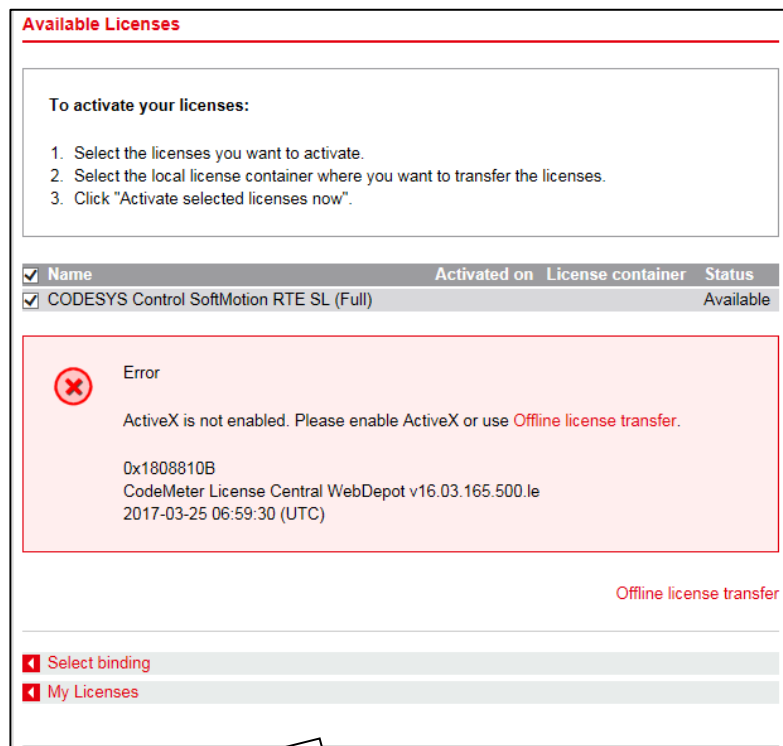 Available Licenses
To activate your licenses:
1. Select the licenses you want to activate.
2. Select the local license container where you want to transfer the licenses.
3. Click "Activate selected licenses now".
Name Activated on License container Status
CODESYS Control SoftMotion RTE SL (Full) Available
Error
ActiveX is not enabled. Please enable ActiveX or use Offline license transfer.
0x1808810B
CodeMeter License Central WebDepot v16.03.165.500.le
2017-03-25 06:59:30 (UTC)
Offline license transfer
Select binding
My Licenses